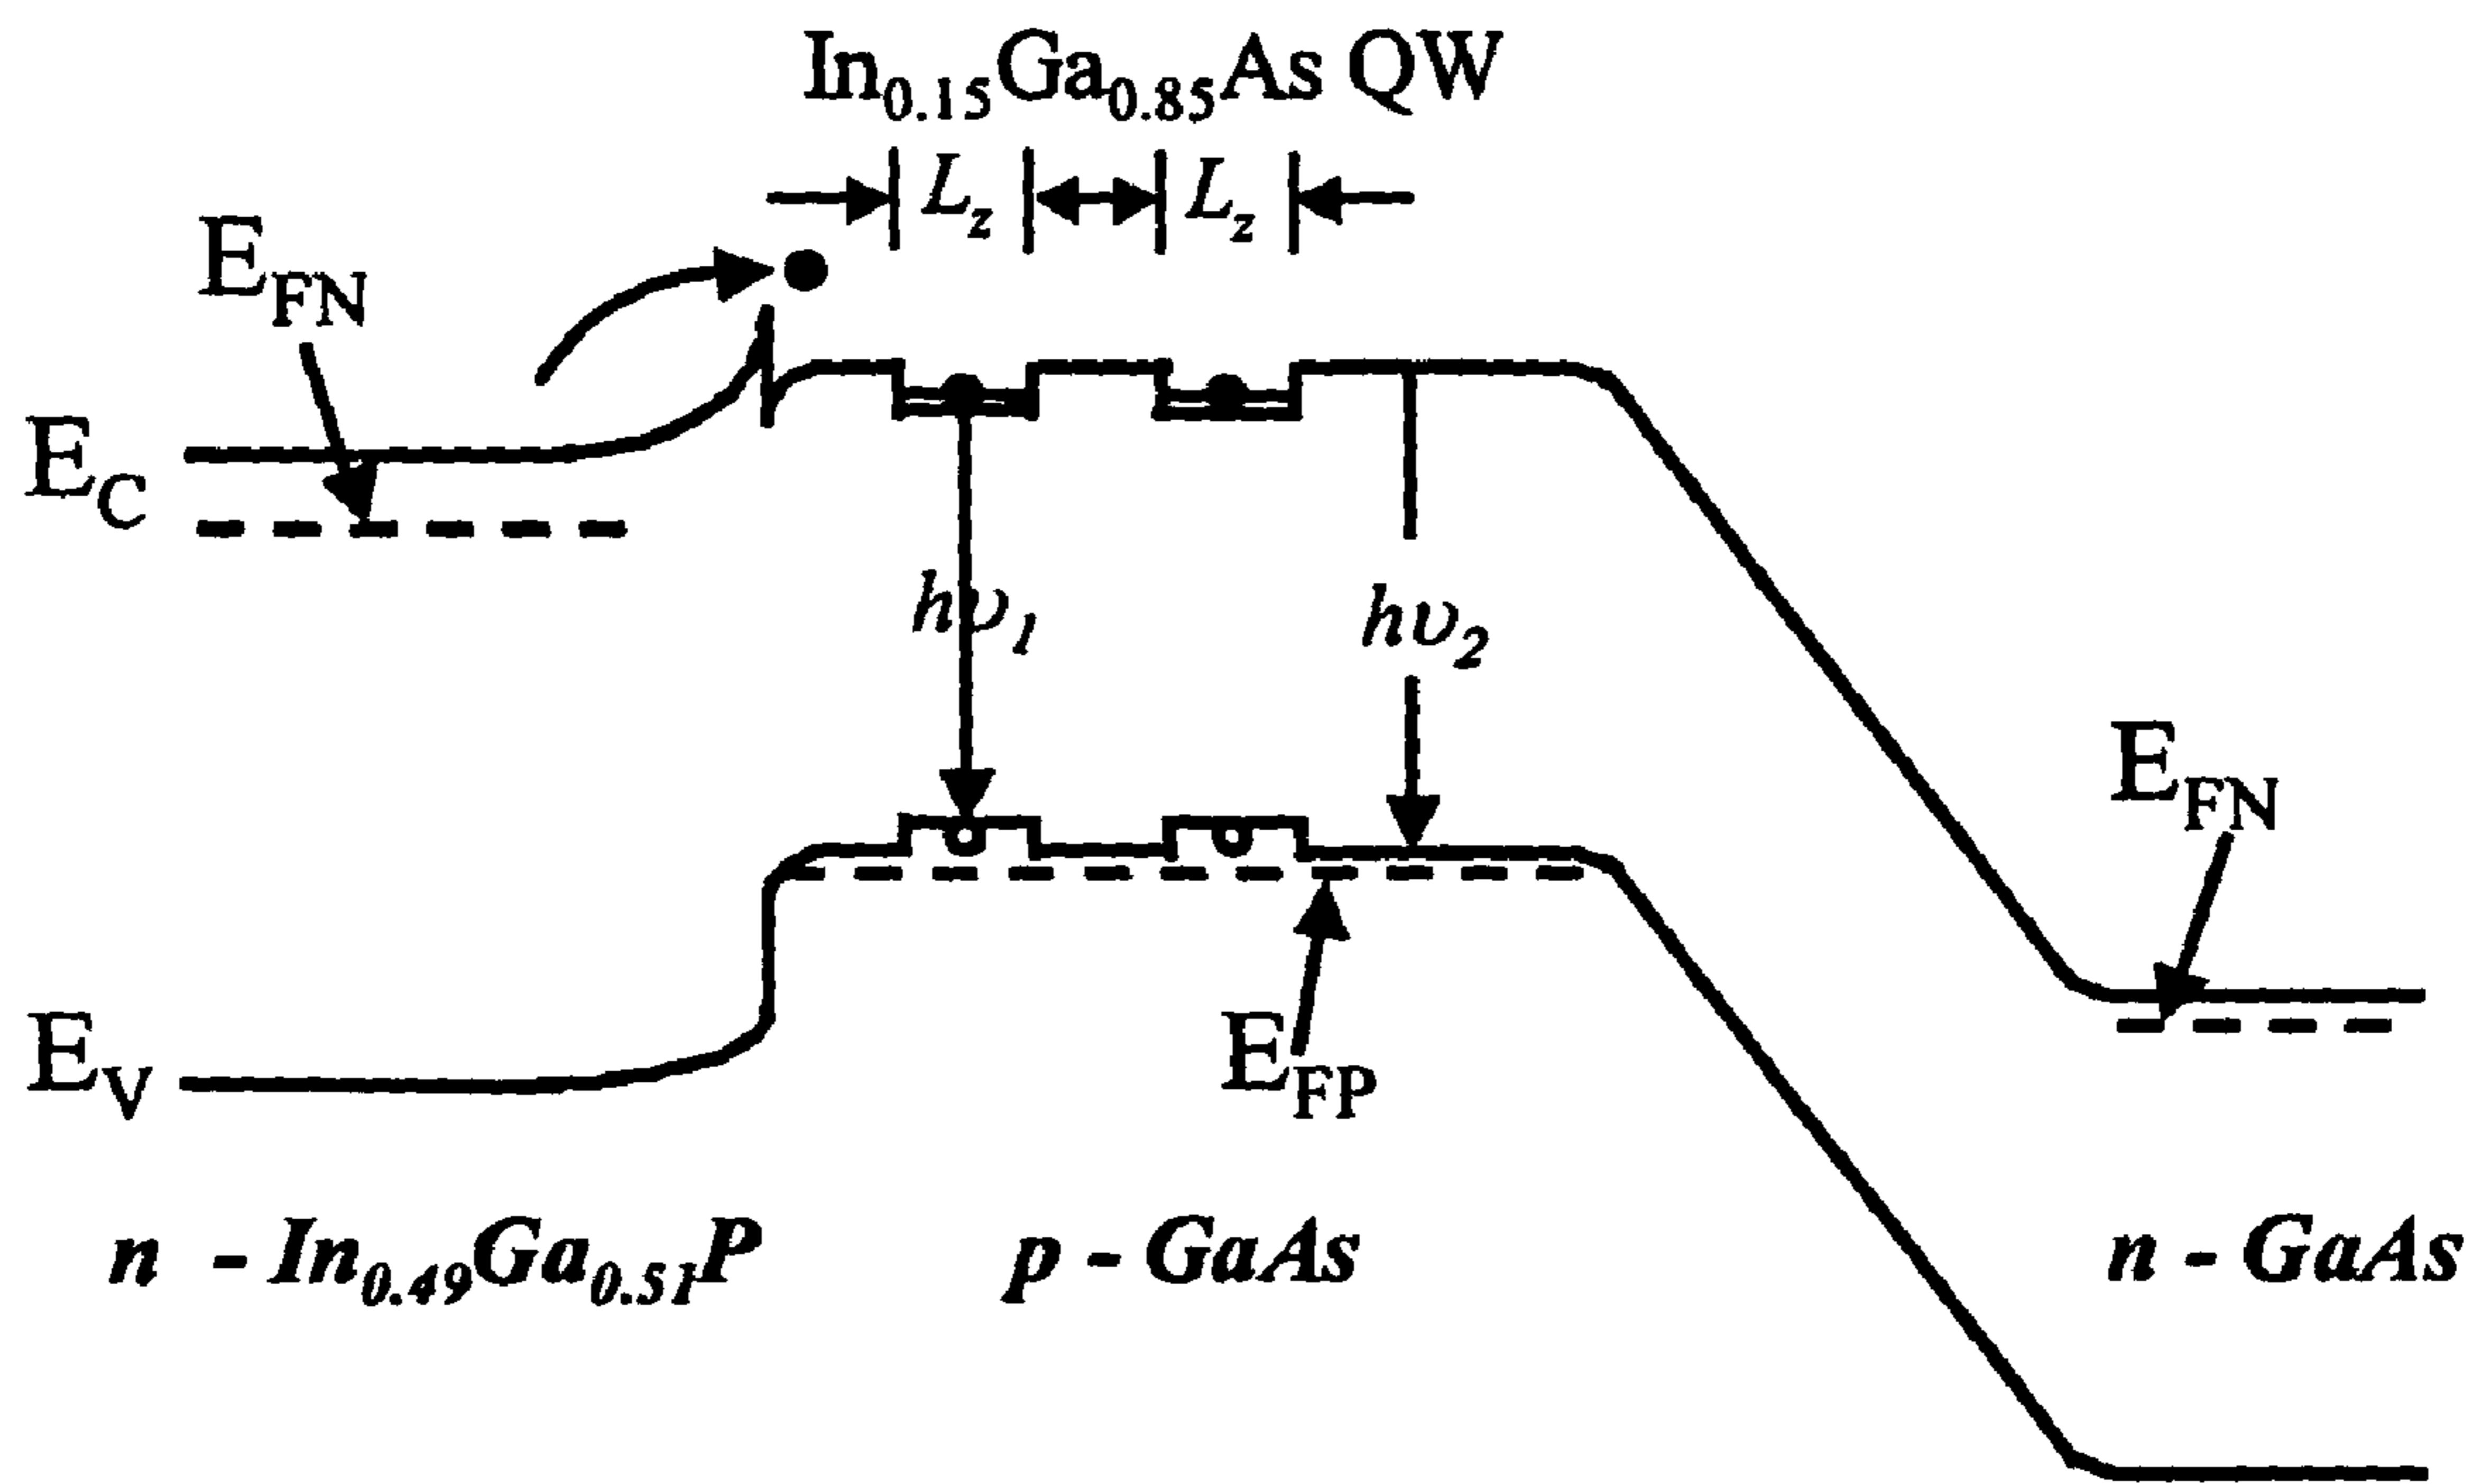 In0.15Ga0.85As QW
Lz Lz
EFN
EC
hυ1 hυ2
EFN
EV
EFP
n - In0.49Ga0.51P p - GaAs n - GaAs